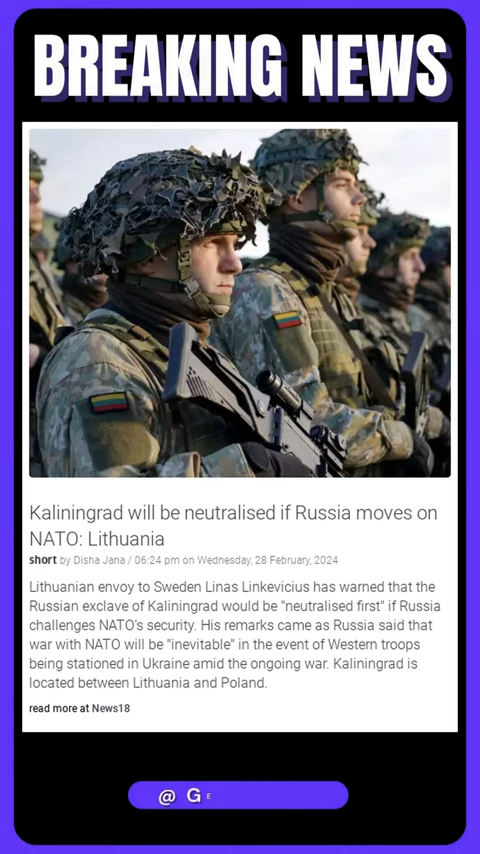 BREAKING NEWS
Kaliningrad will be neutralised if Russia moves on
NATO: Lithuania
short by Disha Jana / 06:24 pm on Wednesday, 28 February, 2024
Lithuanian envoy to Sweden Linas Linkevicius has warned that the
Russian exclave of Kaliningrad would be "neutralised first" if Russia
challenges NATO's security. His remarks came as Russia said that
war with NATO will be "inevitable" in the event of Western troops
being stationed in Ukraine amid the ongoing war. Kaliningrad is
located between Lithuania and Poland.
read more at News18
@ G E